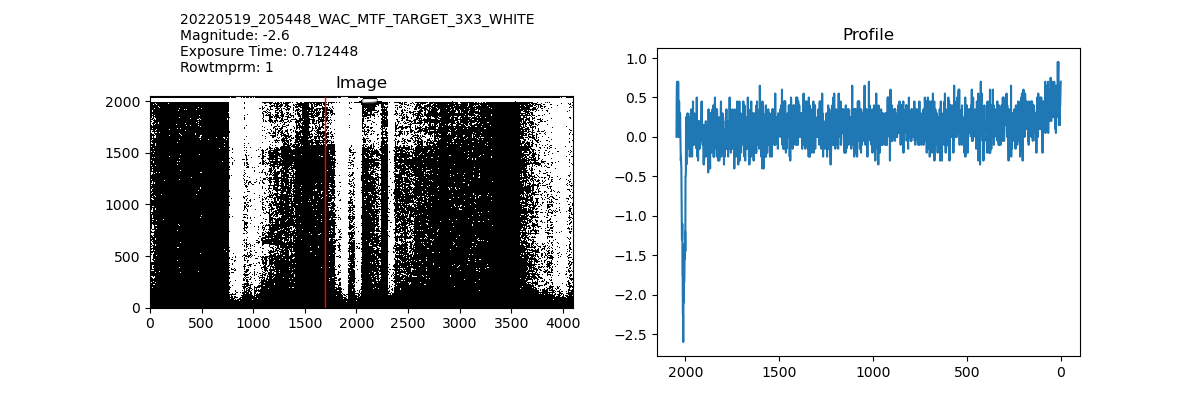 20220519_205448_WAC_MTF_TARGET_3X3_WHITE
Magnitude: -2.6
Exposure Time: 0.712448
Rowtmprm: 1
Image
2000
1500
1000
500
0
0 500 1000 1500 2000 2500 3000 3500 4000
Profile
1.0
0.5
0.0
−0.5
−1.0
−1.5
−2.0
−2.5
2000 1500 1000 500 0